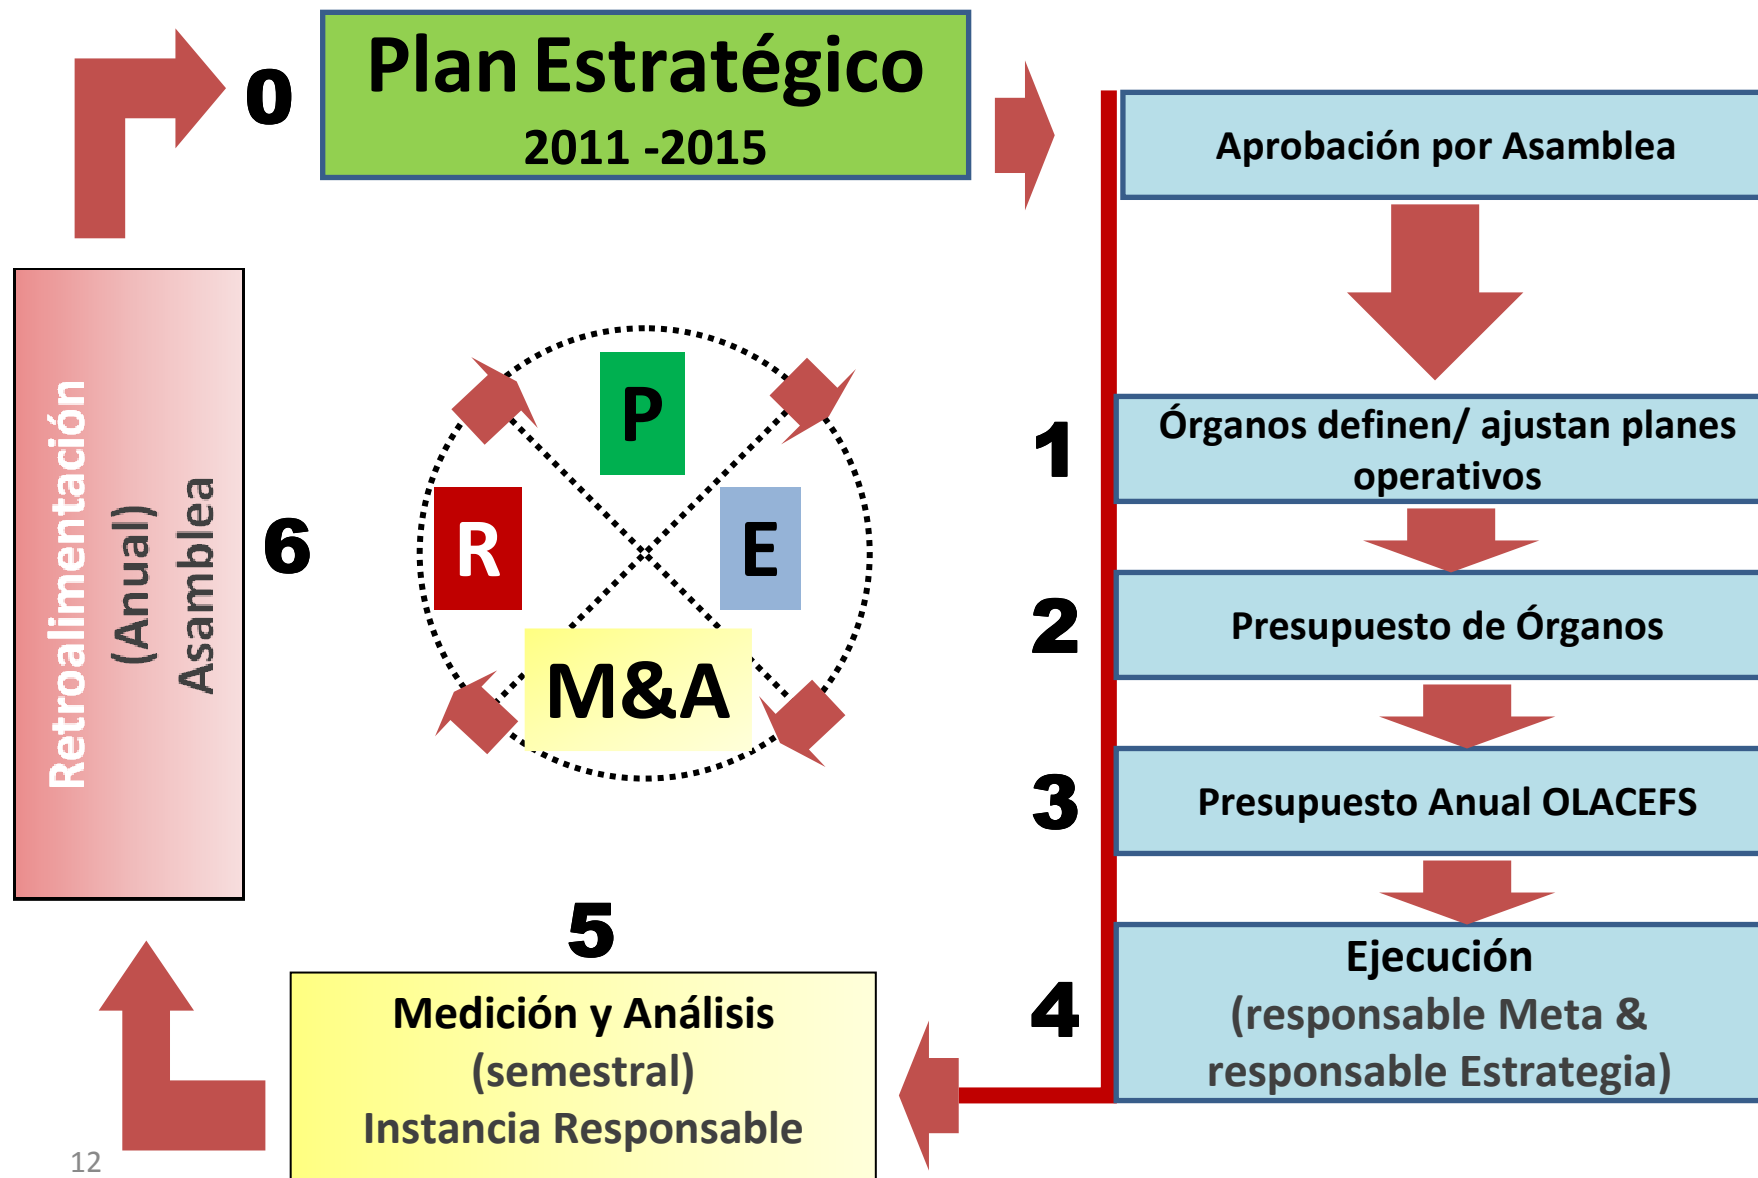 0
Plan Estratégico
2011 -2015
Aprobación por Asamblea
1
Órganos definen/ ajustan planes
operativos
2
Presupuesto de Órganos
3
Presupuesto Anual OLACEFS
4
Ejecución
(responsable Meta &
responsable Estrategia)
5
Medición y Análisis
(semestral)
Instancia Responsable
6
Retroalimentación
(Anual)
Asamblea
P
E
M&A
R
12